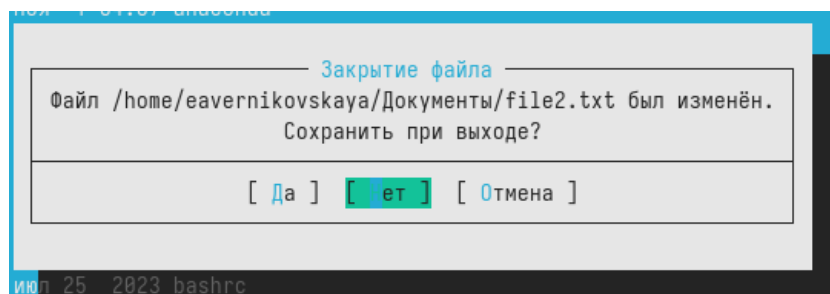 Закрытие файла
Файл /home/eavernikovskaya/Документы/file2.txt был изменён.
Сохранить при выходе?
[ Да ] [ Нет ] [ Отмена ]
июл 25 2023 bashrc